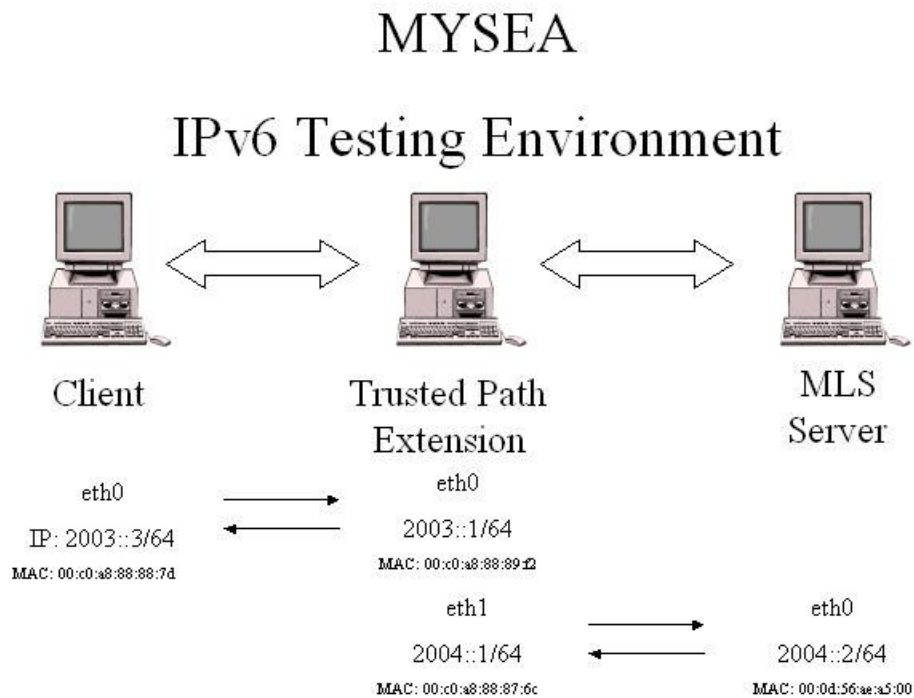 MYSEA
IPv6 Testing Environment
Client
Trusted Path
Extension
MLS
Server
eth0
IP: 2003::3/64
MAC: 00:c0:a8:88:88:7d
eth0
2003::1/64
MAC: 00:c0:a8:88:89:f2
eth1
2004::1/64
MAC: 00:c0:a8:88:87:6c
eth0
2004::2/64
MAC: 00:0d:56:ae:a5:00